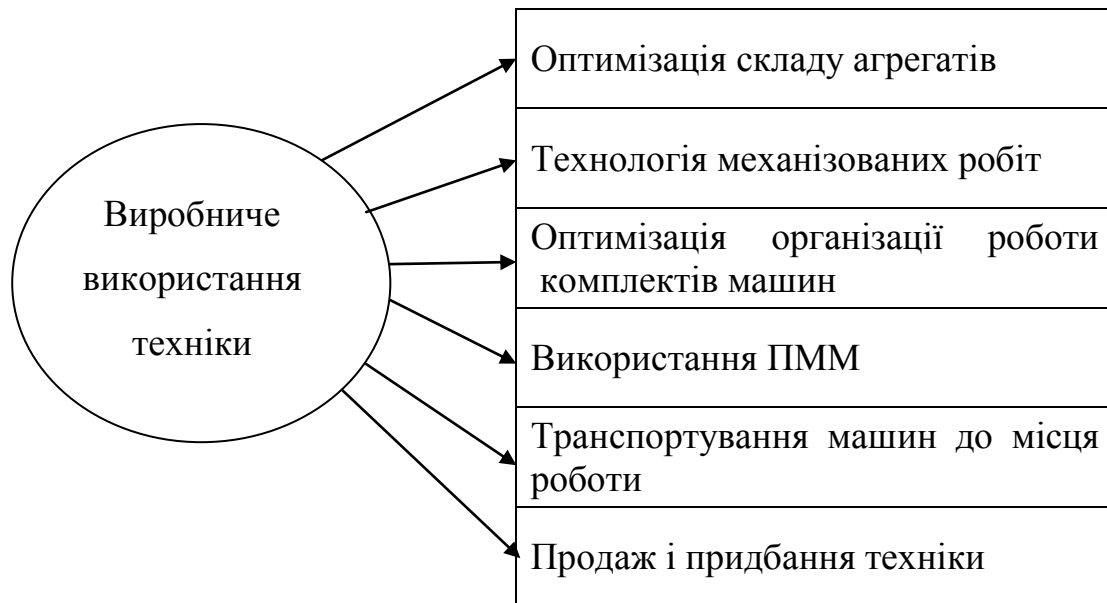 Виробниче
використання
техніки
Оптимізація складу агрегатів
Технологія механізованих робіт
Оптимізація організації роботи
комплектів машин
Використання ПММ
Транспортування машин до місця
роботи
Продаж і придбання техніки